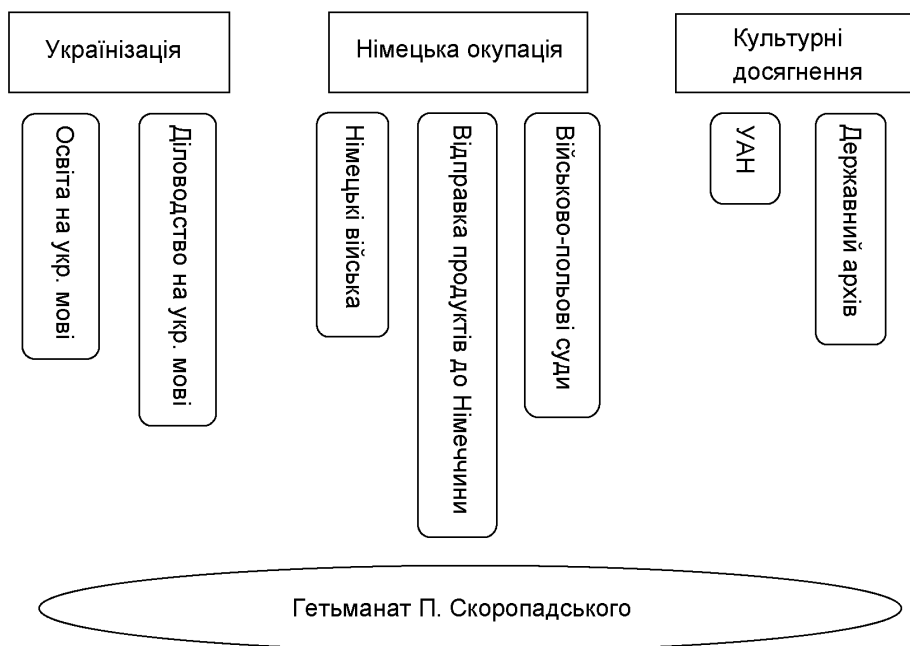 Українізація
Німецька окупація
Культурні
досягнення
Освіта на укр. мові
Діловодство на укр. мові
Німецькі війська
Відправка продуктів до Німеччини
Військово-польові суди
УАН
Державний архів
Гетьманат П. Скоропадського